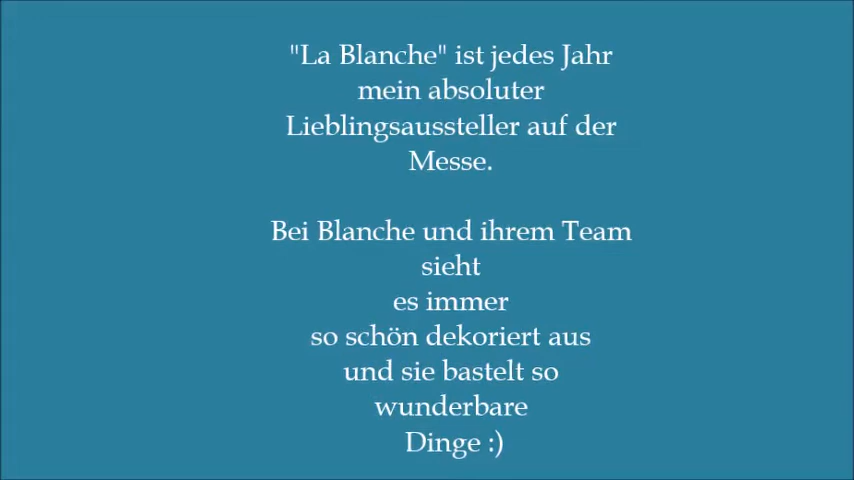 "La Blanche" ist jedes Jahr
mein absoluter
Lieblingsaussteller auf der
Messe.
Bei Blanche und ihrem Team
sieht
es immer
so schön dekoriert aus
und sie bastelt so
wunderbare
Dinge :)